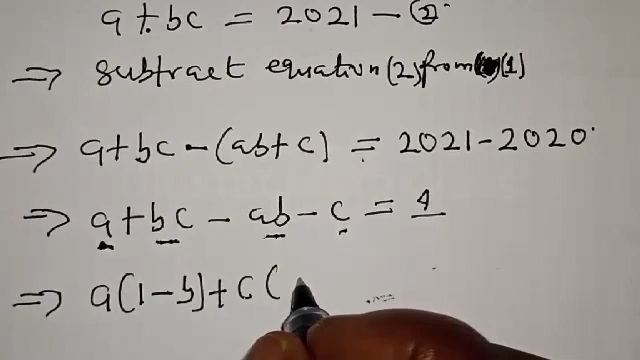 a + bc = 2021 — ②
⇒ subtract equation (2) from (1)
⇒ a + bc - (ab + c) = 2021 - 2020
⇒ a + bc - ab - c = 1
⇒ a(1 - b) + c (